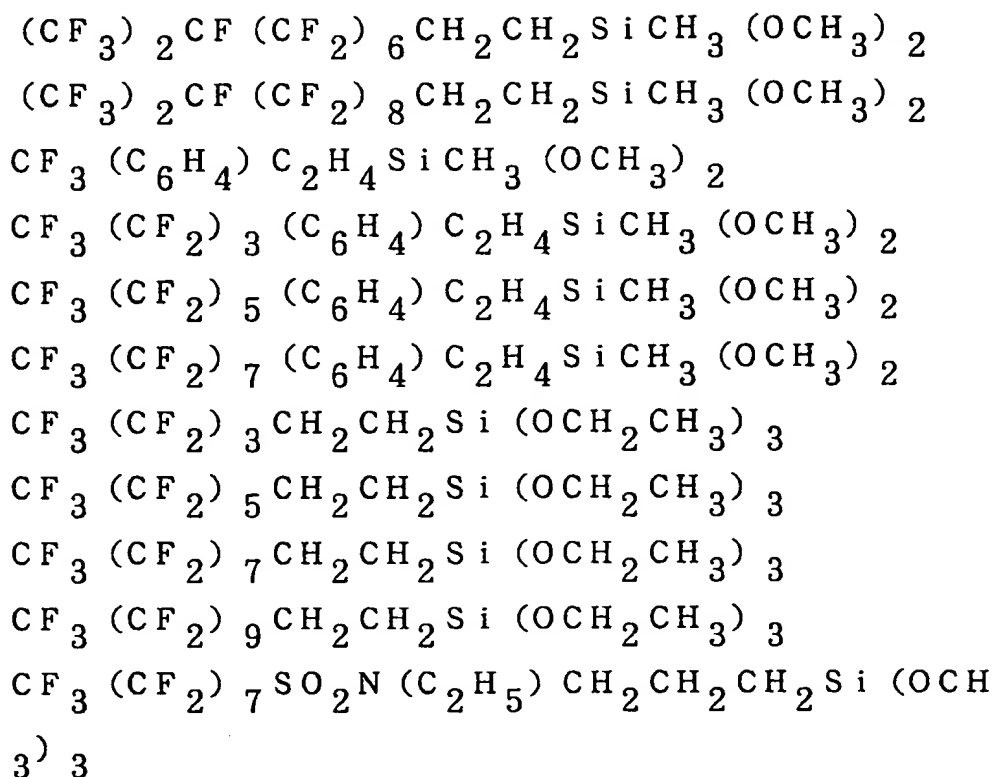 (CF₃)₂CF(CF₂)₆CH₂CH₂SiCH₃(OCH₃)₂
(CF₃)₂CF(CF₂)₈CH₂CH₂SiCH₃(OCH₃)₂
CF₃(C₆H₄)C₂H₄SiCH₃(OCH₃)₂
CF₃(CF₂)₃(C₆H₄)C₂H₄SiCH₃(OCH₃)₂
CF₃(CF₂)₅(C₆H₄)C₂H₄SiCH₃(OCH₃)₂
CF₃(CF₂)₇(C₆H₄)C₂H₄SiCH₃(OCH₃)₂
CF₃(CF₂)₃CH₂CH₂Si(OCH₂CH₃)₃
CF₃(CF₂)₅CH₂CH₂Si(OCH₂CH₃)₃
CF₃(CF₂)₇CH₂CH₂Si(OCH₂CH₃)₃
CF₃(CF₂)₉CH₂CH₂Si(OCH₂CH₃)₃
CF₃(CF₂)₇SO₂N(C₂H₅)CH₂CH₂CH₂Si(OCH
₃)₃